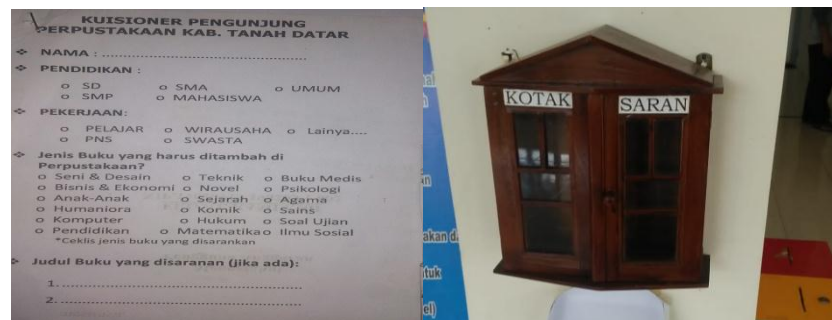 KUISIONER PENGUNJUNG
PERPUSTAKAAN KAB. TANAH DATAR
NAMA : ................................................
PENDIDIKAN :
SD SMA UMUM
SMP MAHASISWA
PEKERJAAN:
PELAJAR WIRAUSAHA Lainya....
PNS SWASTA
Jenis Buku yang harus ditambah di
Perpustakaan?
Seni & Desain Teknik Buku Medis
Bisnis & Ekonomi Novel Psikologi
Anak-Anak Sejarah Agama
Humaniora Komik Sains
Komputer Hukum Soal Ujian
Pendidikan Matematika Ilmu Sosial
*Ceklis jenis buku yang disarankan
Judul Buku yang disaranan (jika ada):
1. ................................................
2. ................................................
KOTAK SARAN